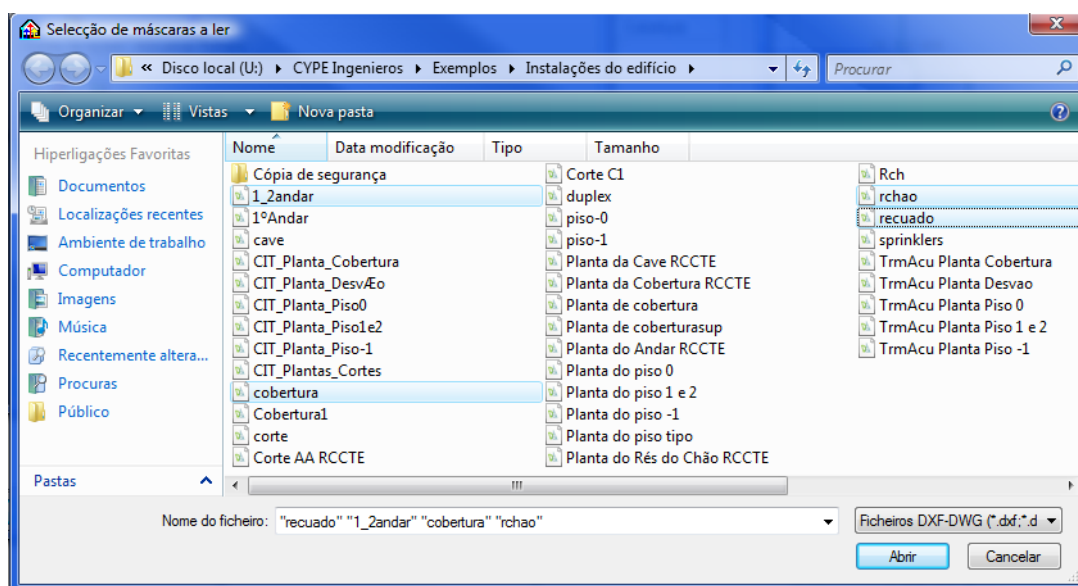 Selecção de máscaras a ler
« Disco local (U:) CYPE Ingenieros Exemplos Instalações do edifício Procurar
Organizar Vistas Nova pasta
Hiperligações Favoritas
Documentos
Localizações recentes
Ambiente de trabalho
Computador
Imagens
Música
Recentemente altera...
Procuras
Público
Pastas
Nome Data modificação Tipo Tamanho
Cópia de segurança
1_2andar
1ºAndar
cave
CIT_Planta_Cobertura
CIT_Planta_DesvÆo
CIT_Planta_Piso0
CIT_Planta_Piso1e2
CIT_Planta_Piso-1
CIT_Plantas_Cortes
cobertura
Cobertura1
corte
Corte AA RCCTE
Corte C1
duplex
piso-0
piso-1
Planta da Cave RCCTE
Planta da Cobertura RCCTE
Planta de cobertura
Planta de coberturasup
Planta do Andar RCCTE
Planta do piso 0
Planta do piso 1 e 2
Planta do piso -1
Planta do piso tipo
Planta do Rés do Chão RCCTE
Rch
rchao
recuado
sprinklers
TrmAcu Planta Cobertura
TrmAcu Planta Desvao
TrmAcu Planta Piso 0
TrmAcu Planta Piso 1 e 2
TrmAcu Planta Piso -1
Nome do ficheiro: "recuado" "1_2andar" "cobertura" "rchao" Ficheiros DXF-DWG (*.dxf;*.d
Abrir Cancelar